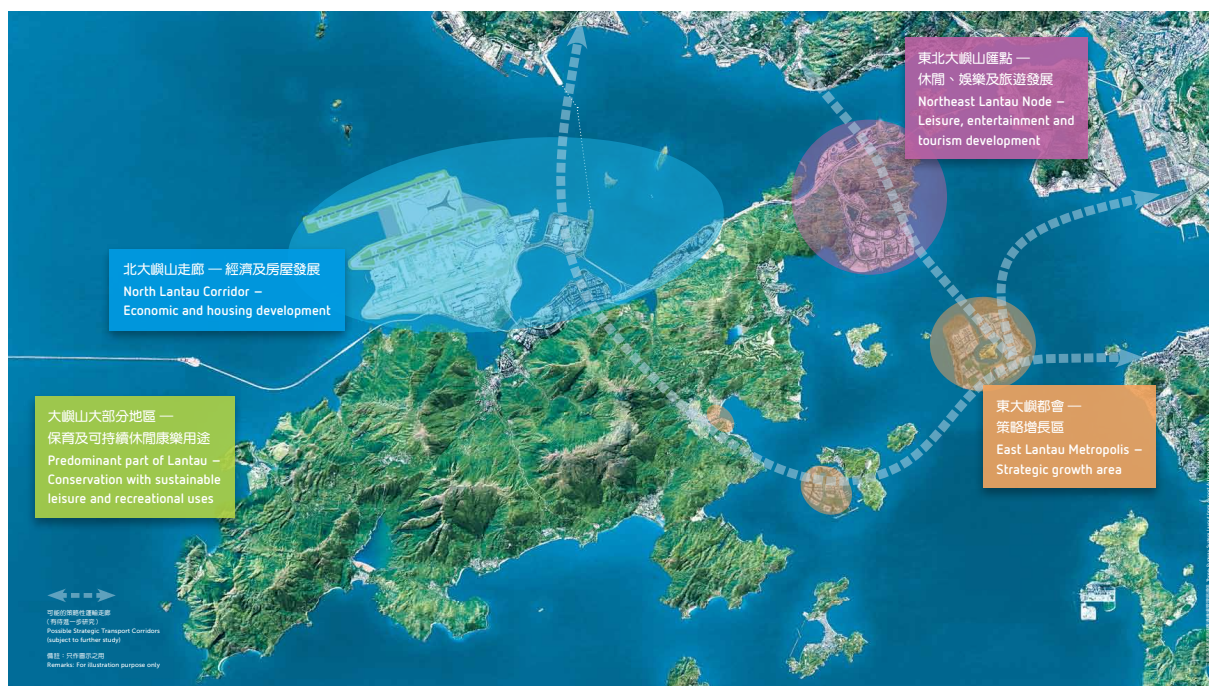 東北大嶼山匯點 —
休閒、娛樂及旅遊發展
Northeast Lantau Node –
Leisure, entertainment and
tourism development
北大嶼山走廊 — 經濟及房屋發展
North Lantau Corridor –
Economic and housing development
大嶼山大部分地區 —
保育及可持續休閒康樂用途
Predominant part of Lantau –
Conservation with sustainable
leisure and recreational uses
東大嶼都會 —
策略增長區
East Lantau Metropolis –
Strategic growth area
可能的策略性運輸走廊
(有待進一步研究)
Possible Strategic Transport Corridors
(subject to further study)
備註：只作圖示之用
Remarks: For illustration purpose only